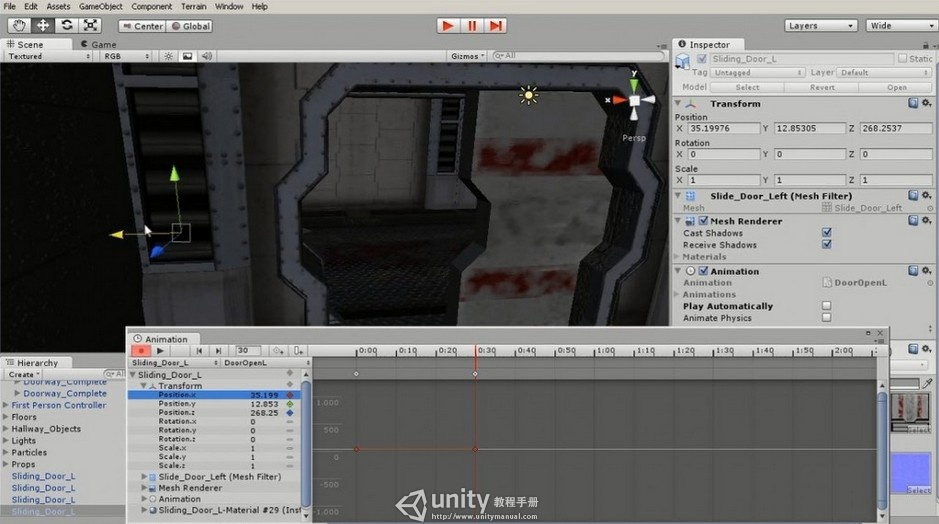 File Edit Assets GameObject Component Terrain Window Help
Center Global Layers Wide
Scene Game
Textured RGB Gizmos All
y
x
Persp
Inspector
Sliding_Door_L Static
Tag Untagged Layer Default
Model Select Revert Open
Transform
Position
X 35.19976 Y 12.85305 Z 268.2537
Rotation
X 0 Y 0 Z 0
Scale
X 1 Y 1 Z 1
Slide_Door_Left (Mesh Filter)
Mesh Slide_Door_Left
Mesh Renderer
Cast Shadows
Receive Shadows
Materials
Animation
Animation DoorOpenL
Animations
Play Automatically
Animate Physics
Select
Select
Hierarchy
Create All
Doorway_Complete
Doorway_Complete
First Person Controller
Floors
Hallway_Objects
Lights
Particles
Props
Sliding_Door_L
Sliding_Door_L
Sliding_Door_L
Sliding_Door_L
Animation
30 0:00 0:10 0:20 0:30 1:00 1:10 1:20 1:30 1:40 1:50 2:00
Sliding_Door_L DoorOpenL
Sliding_Door_L
Transform
Position.x 35.199
Position.y 12.853
Position.z 268.25
Rotation.x 0
Rotation.y 0
Rotation.z 0
Scale.x 1
Scale.y 1
Scale.z 1
Slide_Door_Left (Mesh Filter)
Mesh Renderer
Animation
Sliding_Door_L-Material #29 (Inst
1.000
500
0
-500
-1.000
unity 教程手册
http://www.unitymanual.com